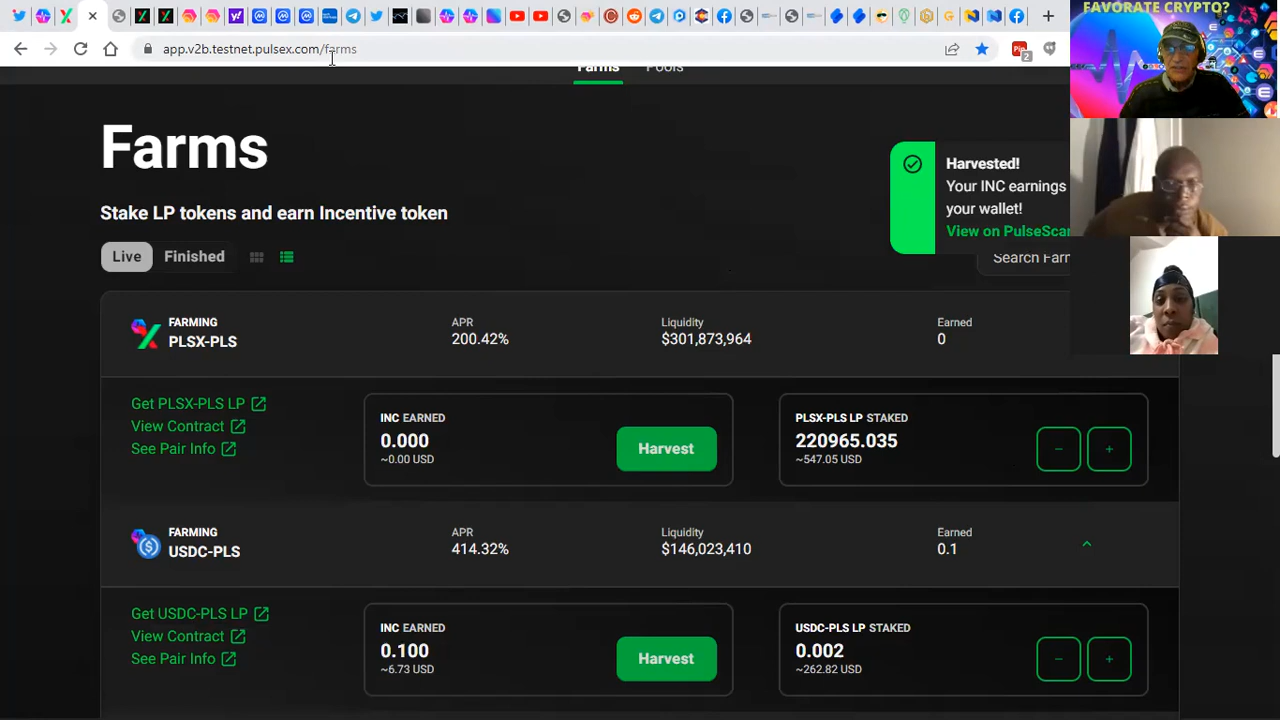 FAVORATE CRYPTO?
app.v2b.testnet.pulsex.com/farms
2
Farms Pools
Farms
Harvested!
Your INC earnings
your wallet!
View on PulseScan
Stake LP tokens and earn Incentive token
Live Finished
Search Farm
FARMING
PLSX-PLS
APR
200.42%
Liquidity
$301,873,964
Earned
0
Get PLSX-PLS LP
View Contract
See Pair Info
INC EARNED
0.000
~0.00 USD
Harvest
PLSX-PLS LP STAKED
220965.035
~547.05 USD
FARMING
USDC-PLS
APR
414.32%
Liquidity
$146,023,410
Earned
0.1
Get USDC-PLS LP
View Contract
See Pair Info
INC EARNED
0.100
~6.73 USD
Harvest
USDC-PLS LP STAKED
0.002
~262.82 USD